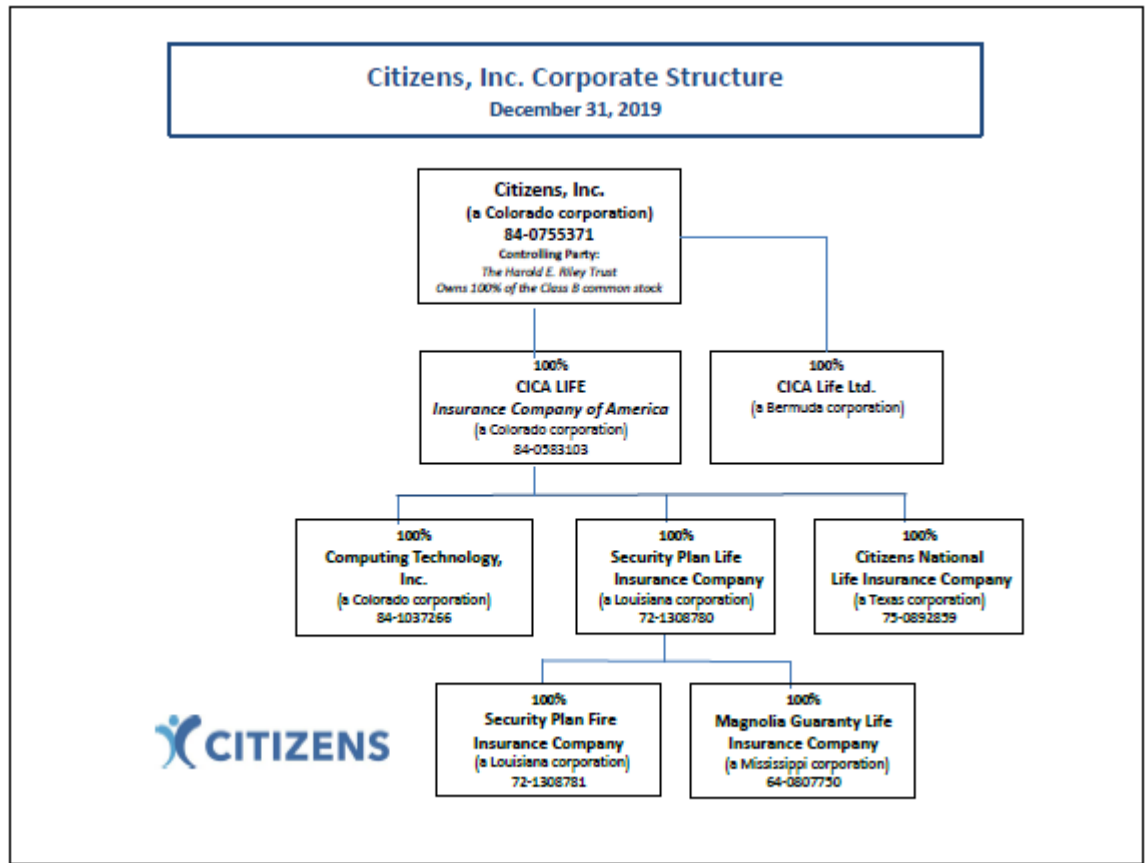 Citizens, Inc. Corporate Structure
December 31, 2019
Citizens, Inc.
(a Colorado corporation)
84-0755371
Controlling Party:
The Harold E. Riley Trust
Owns 100% of the Class B common stock
100%
CICA LIFE
Insurance Company of America
(a Colorado corporation)
84-0583103
100%
CICA Life Ltd.
(a Bermuda corporation)
100%
Computing Technology,
Inc.
(a Colorado corporation)
84-1037266
100%
Security Plan Life
Insurance Company
(a Louisiana corporation)
72-1308780
100%
Citizens National
Life Insurance Company
(a Texas corporation)
75-0892859
100%
Security Plan Fire
Insurance Company
(a Louisiana corporation)
72-1308781
100%
Magnolia Guaranty Life
Insurance Company
(a Mississippi corporation)
64-0807750
CITIZENS